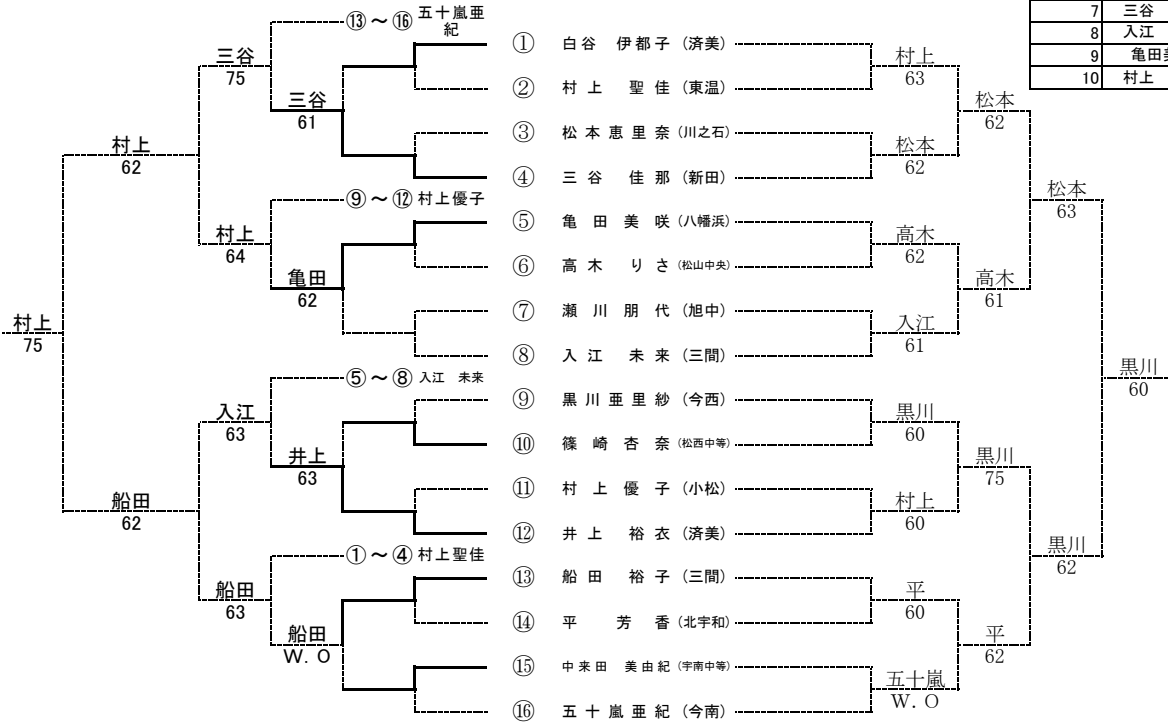 ⑬～⑯ 五十嵐亜紀
三谷
75
三谷
61
村上
62
⑨～⑫ 村上優子
村上
64
亀田
62
村上
75
⑤～⑧ 入江 未来
入江
63
井上
63
船田
62
①～④ 村上聖佳
船田
63
船田
W.O
① 白谷 伊都子 (済美)
② 村上 聖佳 (東温)
③ 松本恵里奈 (川之石)
④ 三谷 佳那 (新田)
⑤ 亀田 美咲 (八幡浜)
⑥ 高木 りさ (松山中央)
⑦ 瀬川朋代 (旭中)
⑧ 入江 未来 (三間)
⑨ 黒川亜里紗 (今西)
⑩ 篠崎杏奈 (松西中等)
⑪ 村上優子 (小松)
⑫ 井上 裕衣 (済美)
⑬ 船田 裕子 (三間)
⑭ 平 芳香 (北宇和)
⑮ 中来田 美由紀 (宇南中等)
⑯ 五十嵐亜紀 (今南)
村上
63
松本
62
松本
62
高木
62
入江
61
高木
61
松本
63
黒川
60
村上
60
黒川
75
平
60
五十嵐
W.O
平
62
黒川
62
黒川
60
7 三谷
8 入江
9 亀田
10 村上